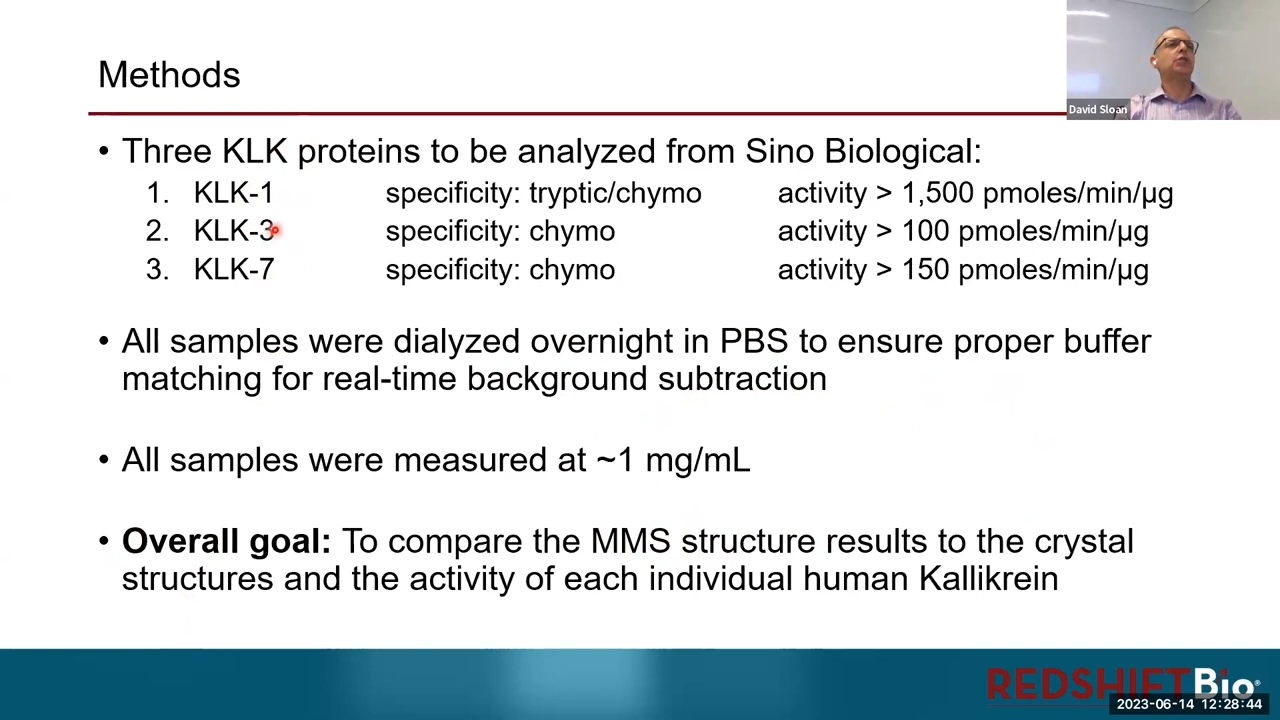 Methods
David Sloan
• Three KLK proteins to be analyzed from Sino Biological:
1. KLK-1 specificity: tryptic/chymo activity > 1,500 pmoles/min/µg
2. KLK-3 specificity: chymo activity > 100 pmoles/min/µg
3. KLK-7 specificity: chymo activity > 150 pmoles/min/µg
• All samples were dialyzed overnight in PBS to ensure proper buffer
matching for real-time background subtraction
• All samples were measured at ~1 mg/mL
• Overall goal: To compare the MMS structure results to the crystal
structures and the activity of each individual human Kallikrein
REDSHIFTBio®
2023-06-14 12:28:44